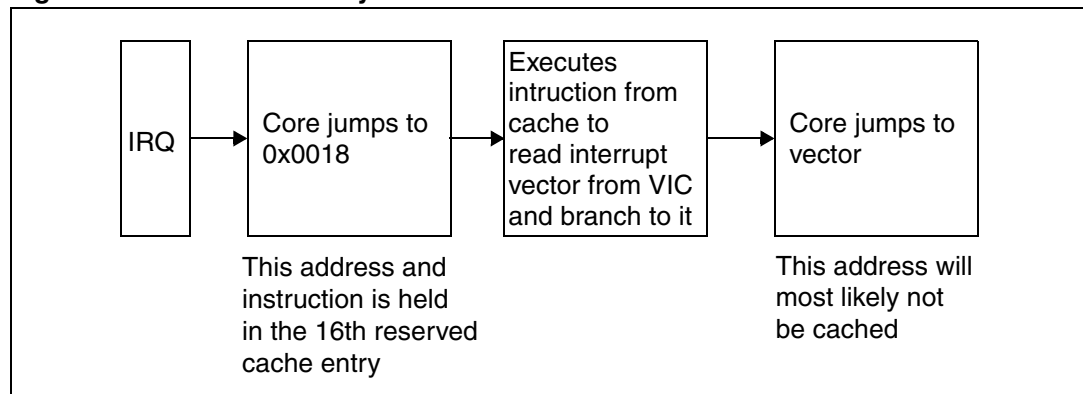 IRQ
Core jumps to
0x0018
Executes
intruction from
cache to
read interrupt
vector from VIC
and branch to it
Core jumps to
vector
This address and
instruction is held
in the 16th reserved
cache entry
This address will
most likely not
be cached